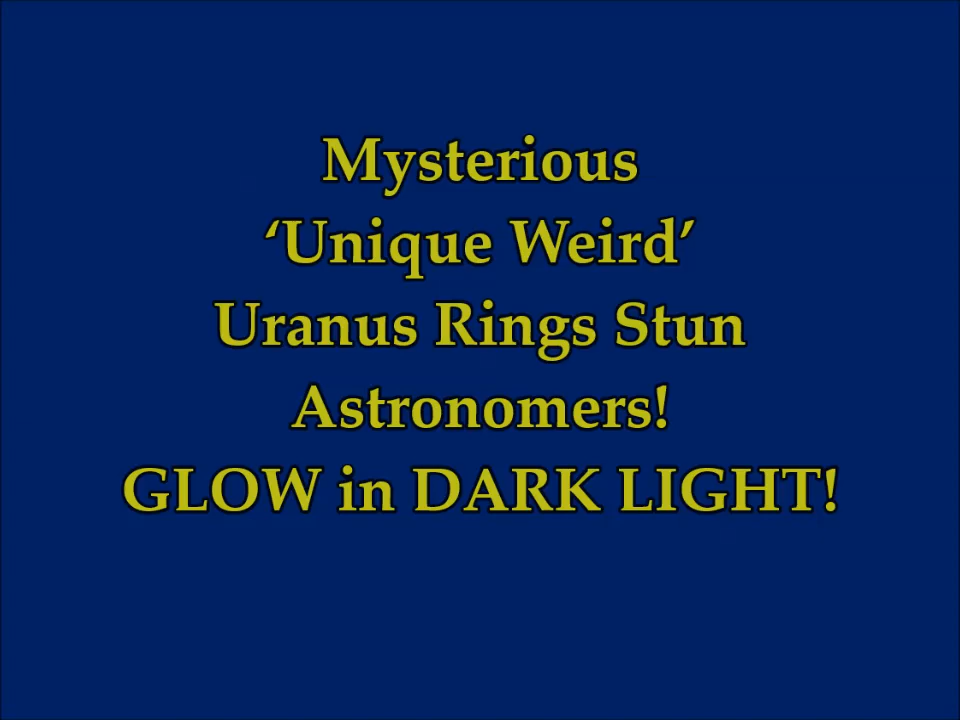 Mysterious
‘Unique Weird’
Uranus Rings Stun
Astronomers!
GLOW in DARK LIGHT!